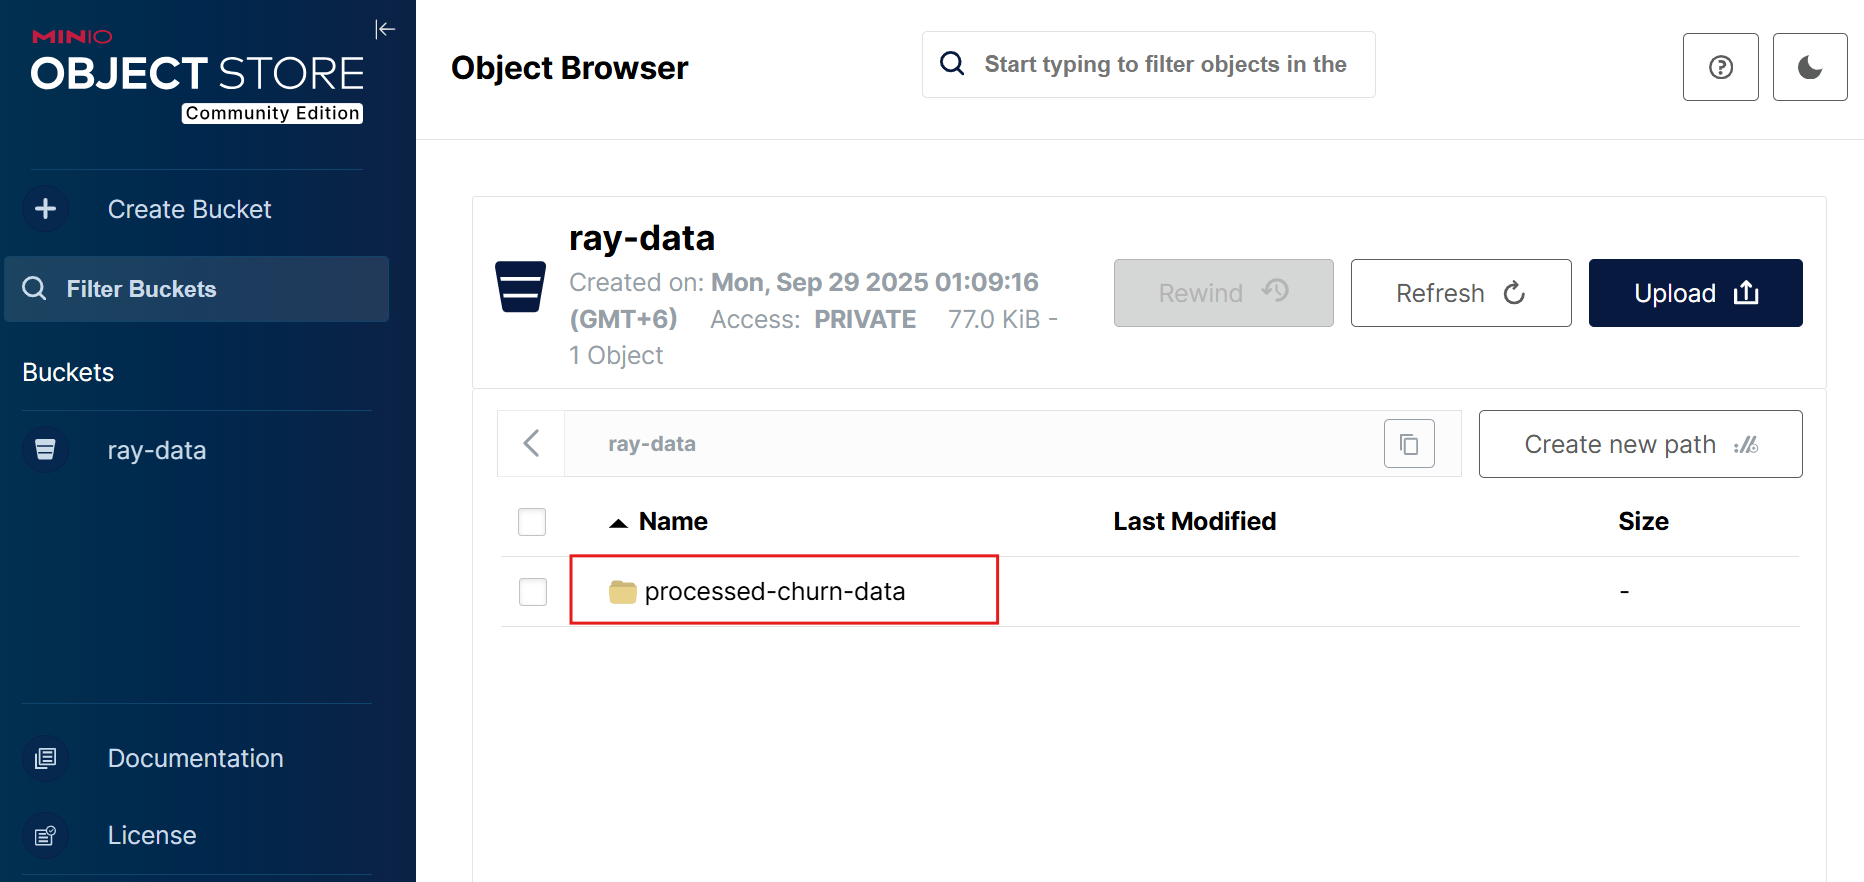 MINIO
OBJECT STORE
Community Edition
Create Bucket
Filter Buckets
Buckets
ray-data
Documentation
License
Object Browser
Start typing to filter objects in the
ray-data
Created on: Mon, Sep 29 2025 01:09:16
(GMT+6) Access: PRIVATE 77.0 KiB -
1 Object
Rewind
Refresh
Upload
ray-data
Create new path
Name Last Modified Size
processed-churn-data -